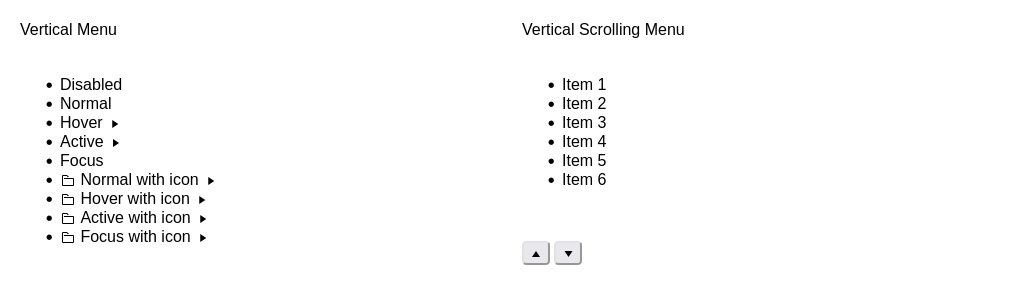 Vertical Menu
Disabled
Normal
Hover
Active
Focus
Normal with icon
Hover with icon
Active with icon
Focus with icon
Vertical Scrolling Menu
Item 1
Item 2
Item 3
Item 4
Item 5
Item 6